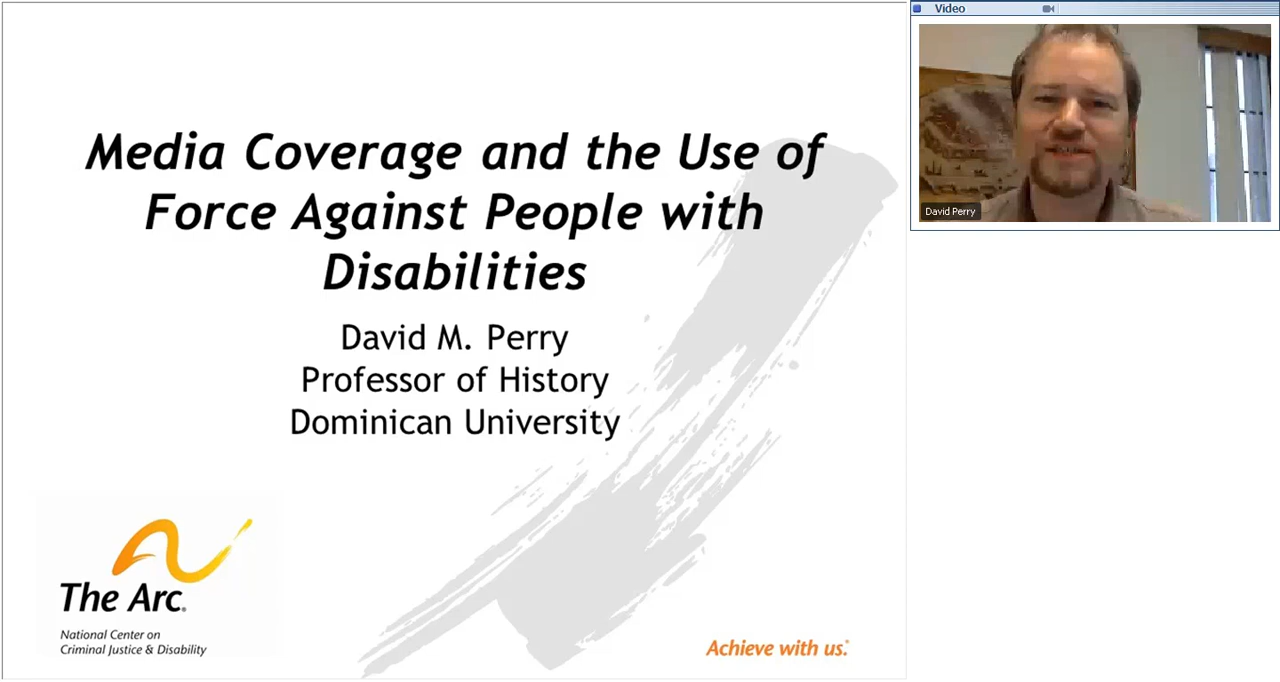 Media Coverage and the Use of
Force Against People with
Disabilities
David M. Perry
Professor of History
Dominican University
The Arc®
National Center on
Criminal Justice & Disability
Achieve with us.®
Video
David Perry